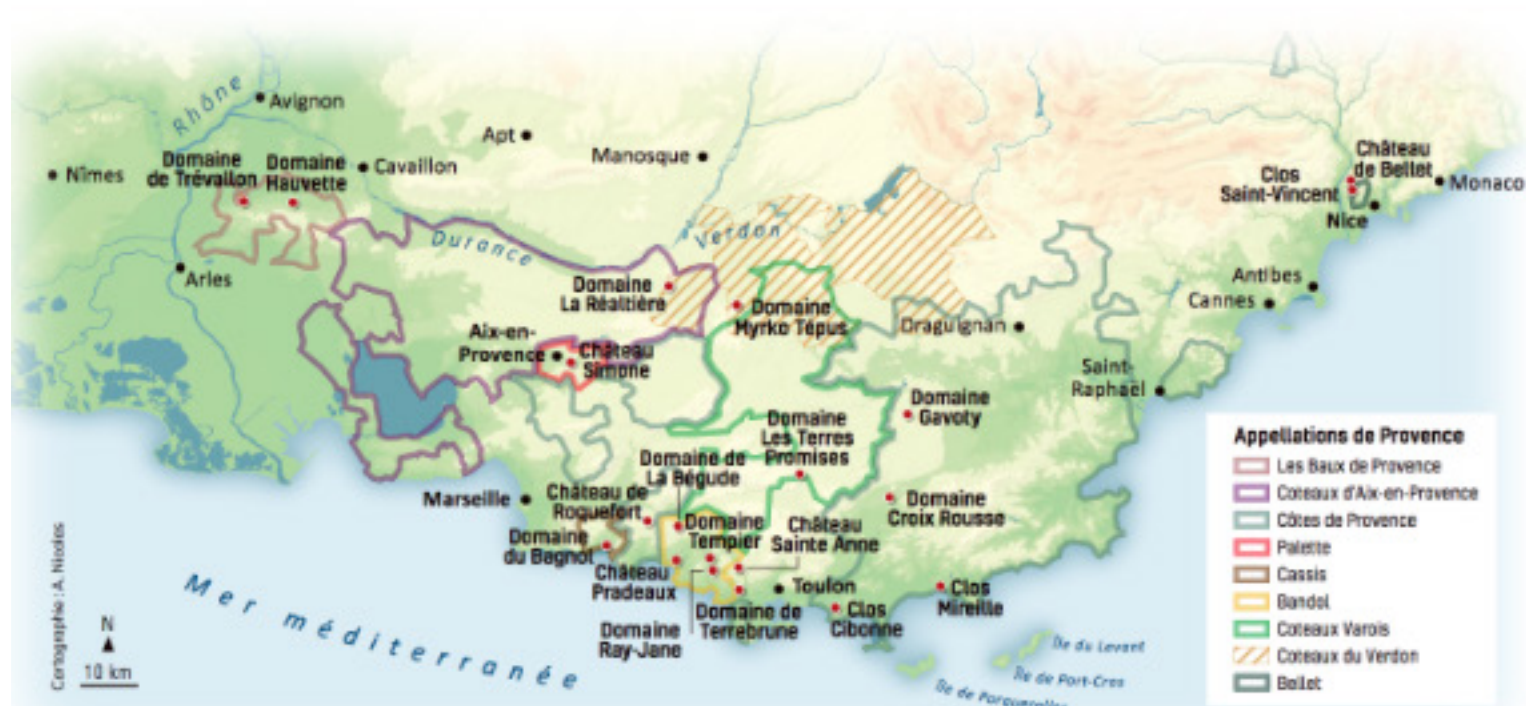 Rhône
Avignon
Apt
Manosque
Nîmes
Domaine
de Trévallon
Domaine
Hauvette
Cavaillon
Château
de Bellet
Clos
Saint-Vincent
Monaco
Nice
Durance
Verdon
Arles
Domaine
La Réaltière
Domaine
Myrko Tépus
Antibes
Cannes
Draguignan
Aix-en-
Provence
Château
Simone
Saint-
Raphaël
Domaine
Gavoty
Domaine
Les Terres
Promises
Domaine de
La Bégude
Marseille
Château de
Roquefort
Domaine
Tempier
Château
Sainte Anne
Domaine
Croix Rousse
Domaine
du Bagnol
Château
Pradeaux
Toulon
Clos
Mireille
Domaine de
Terrebrune
Clos
Cibonne
Domaine
Ray-Jane
Mer méditerranée
Île du Levant
Île de Port-Cros
Île de Porquerolles
Appellations de Provence
Les Baux de Provence
Coteaux d'Aix-en-Provence
Côtes de Provence
Palette
Cassis
Bandol
Coteaux Varois
Coteaux du Verdon
Bellet
Cartographie : A. Nicolas
N
10 km